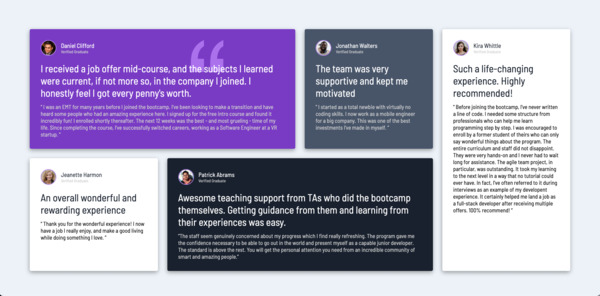 Daniel Clifford
Verified Graduate
I received a job offer mid-course, and the subjects I learned
were current, if not more so, in the company I joined. I
honestly feel I got every penny's worth.
" I was an EMT for many years before I joined the bootcamp. I've been looking to make a transition and have
heard some people who had an amazing experience here. I signed up for the free intro course and found it
incredibly fun! I enrolled shortly thereafter. The next 12 weeks was the best - and most grueling - time of my
life. Since completing the course, I've successfully switched careers, working as a Software Engineer at a VR
startup. "
Jonathan Walters
Verified Graduate
The team was very
supportive and kept me
motivated
" I started as a total newbie with virtually no
coding skills. I now work as a mobile engineer
for a big company. This was one of the best
investments I've made in myself. "
Kira Whittle
Verified Graduate
Such a life-changing
experience. Highly
recommended!
" Before joining the bootcamp, I've never written
a line of code. I needed some structure from
professionals who can help me learn
programming step by step. I was encouraged to
enroll by a former student of theirs who can only
say wonderful things about the program. The
entire curriculum and staff did not disappoint.
They were very hands-on and I never had to wait
long for assistance. The agile team project, in
particular, was outstanding. It took my learning
to the next level in a way that no tutorial could
ever have. In fact, I've often referred to it during
interviews as an example of my developent
experience. It certainly helped me land a job as
a full-stack developer after receiving multiple
offers. 100% recommend! "
Jeanette Harmon
Verified Graduate
An overall wonderful and
rewarding experience
" Thank you for the wonderful experience! I now
have a job I really enjoy, and make a good living
while doing something I love. "
Patrick Abrams
Verified Graduate
Awesome teaching support from TAs who did the bootcamp
themselves. Getting guidance from them and learning from
their experiences was easy.
"The staff seem genuinely concerned about my progress which I find really refreshing. The program gave me
the confidence necessary to be able to go out in the world and present myself as a capable junior developer.
The standard is above the rest. You will get the personal attention you need from an incredible community of
smart and amazing people."